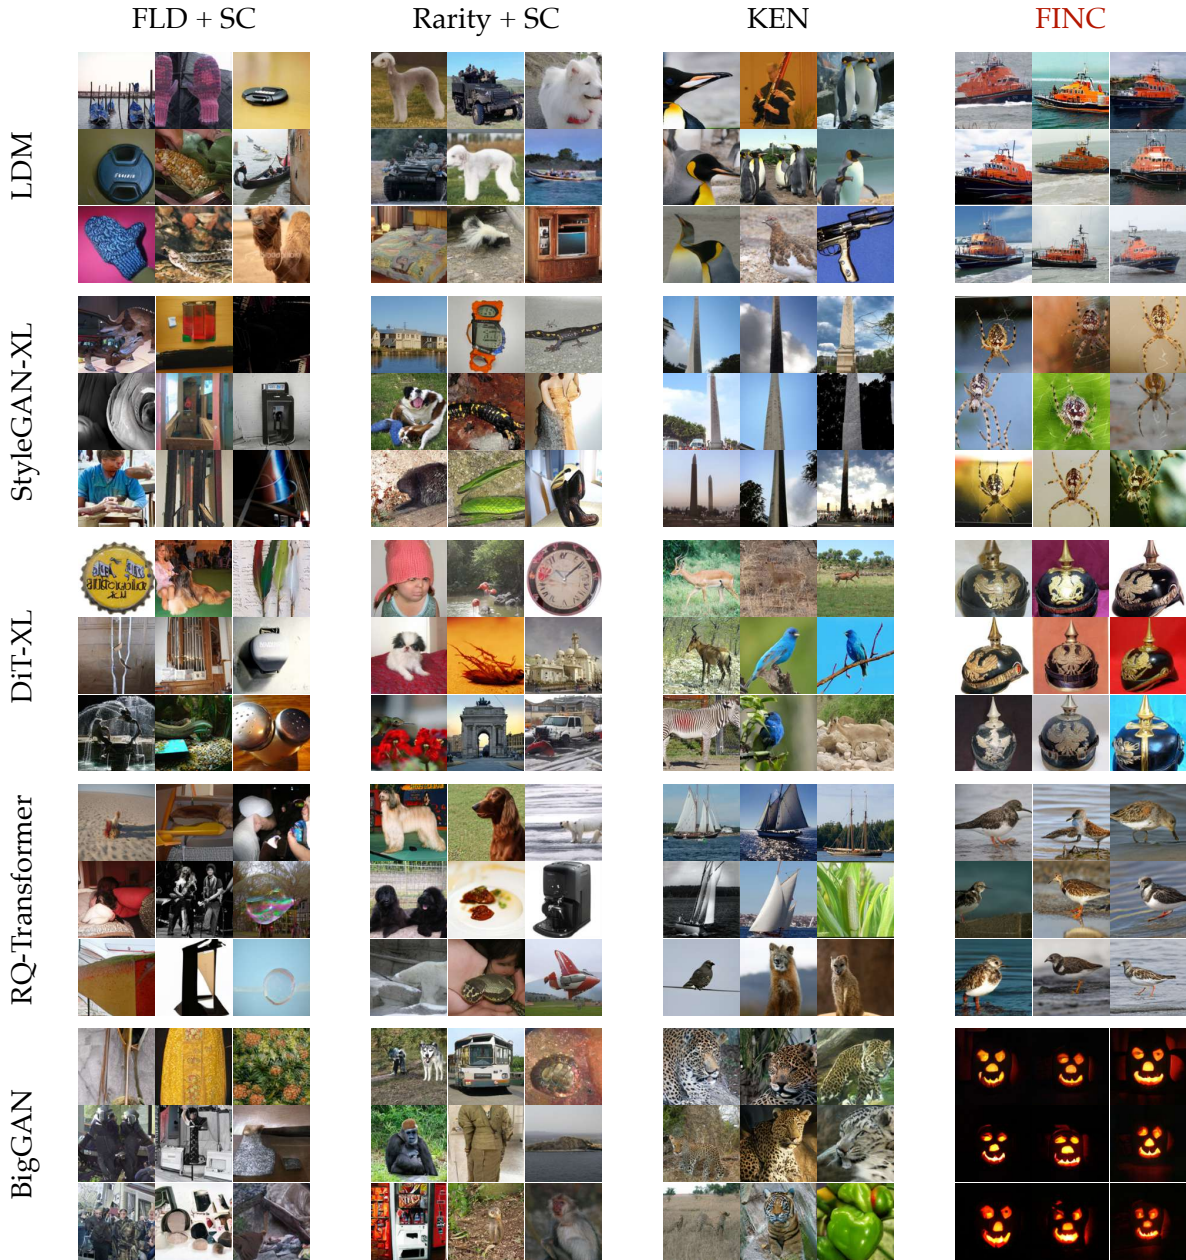 FLD + SC
Rarity + SC
KEN
FINC
LDM
StyleGAN-XL
DiT-XL
RQ-Transformer
BigGAN